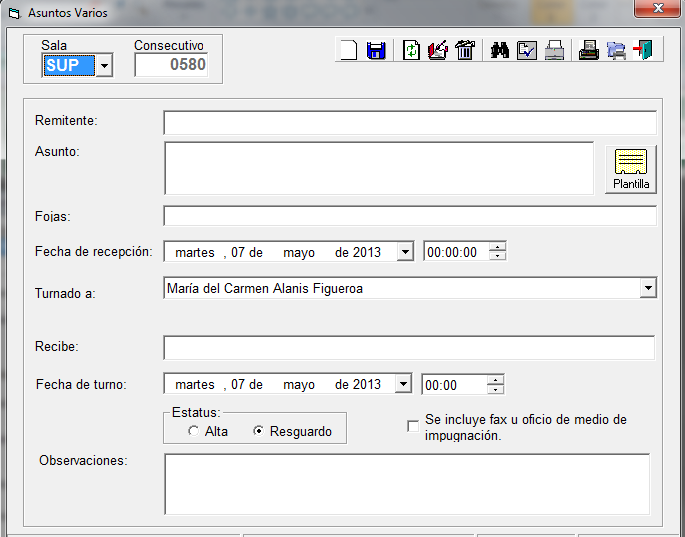 Asuntos Varios
Sala
Consecutivo
SUP
0580
Remitente:
Asunto:
Plantilla
Fojas:
Fecha de recepción:
martes , 07 de mayo de 2013
00:00:00
Turnado a:
María del Carmen Alanis Figueroa
Recibe:
Fecha de turno:
martes , 07 de mayo de 2013
00:00
Estatus:
Alta
Resguardo
Se incluye fax u oficio de medio de
impugnación.
Observaciones: